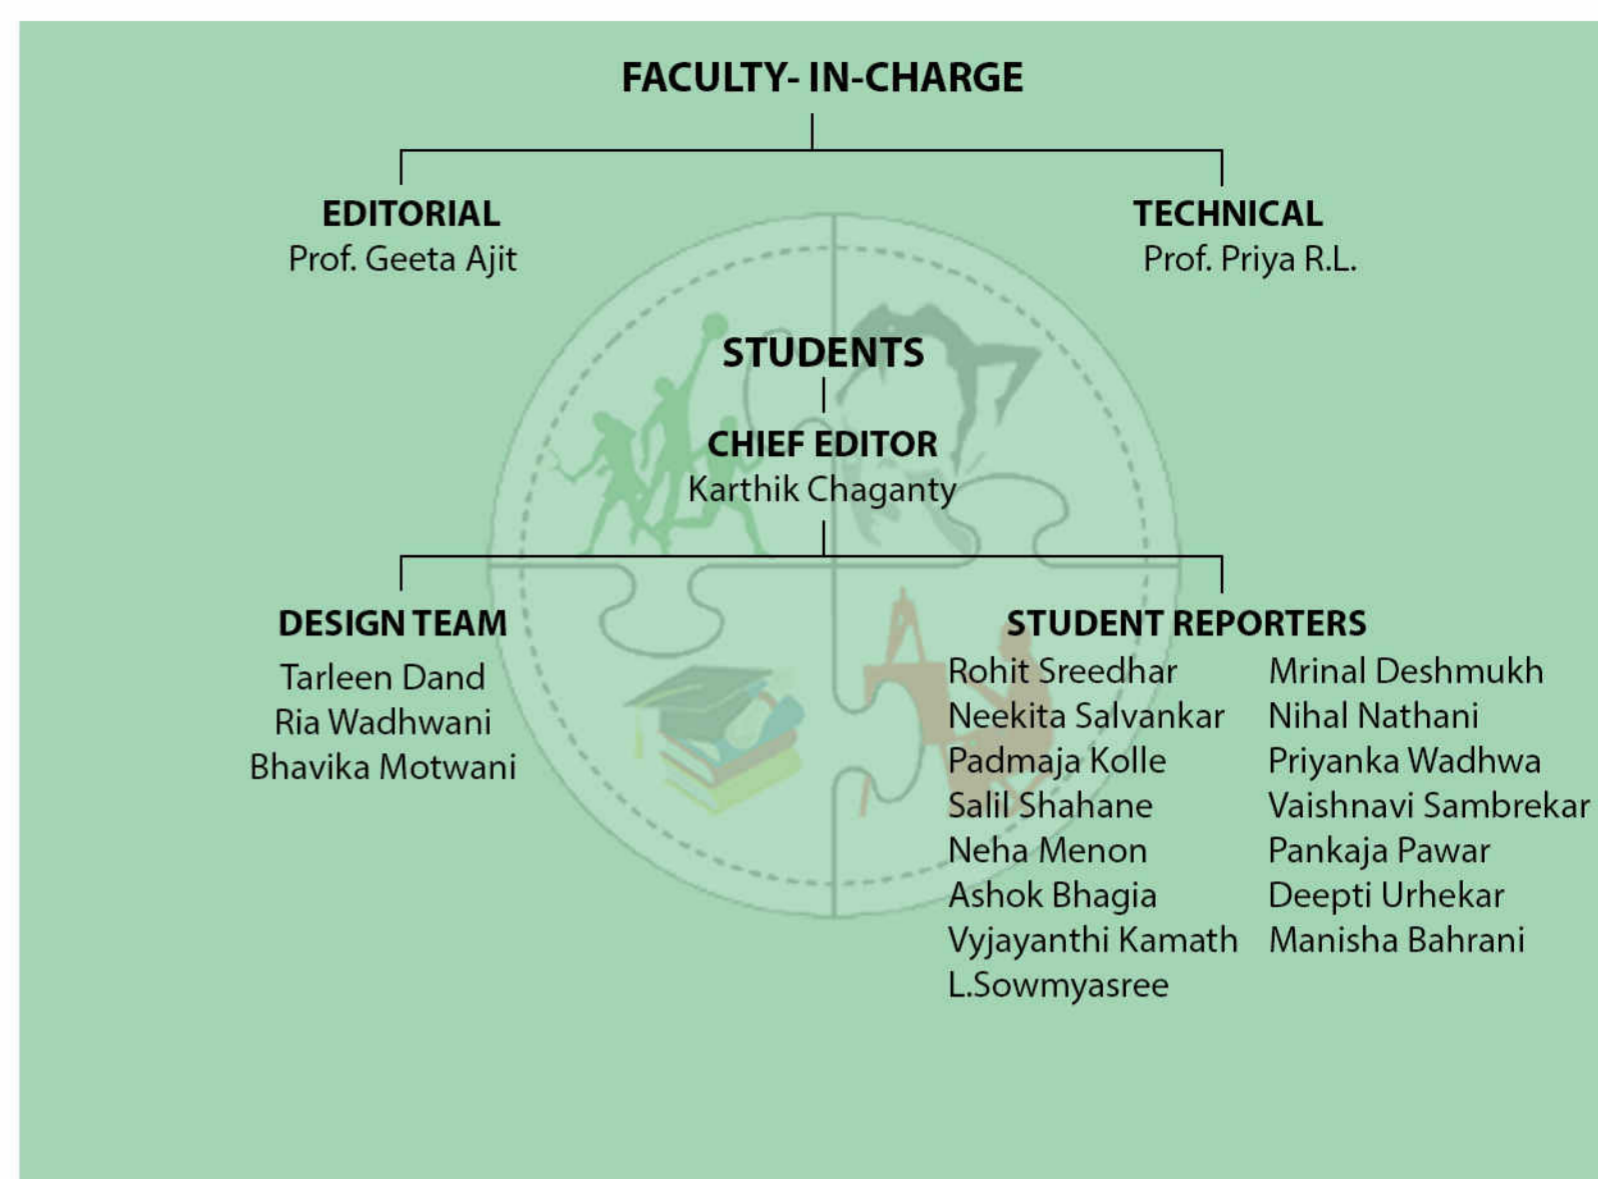 FACULTY- IN-CHARGE
EDITORIAL
Prof. Geeta Ajit
TECHNICAL
Prof. Priya R.L.
STUDENTS
CHIEF EDITOR
Karthik Chaganty
DESIGN TEAM
Tarleen Dand
Ria Wadhwani
Bhavika Motwani
STUDENT REPORTERS
Rohit Sreedhar
Neekita Salvankar
Padmaja Kolle
Salil Shahane
Neha Menon
Ashok Bhagia
Vyjayanthi Kamath
L.Sowmyasree
Mrinal Deshmukh
Nihal Nathani
Priyanka Wadhwa
Vaishnavi Sambrekar
Pankaja Pawar
Deepti Urhekar
Manisha Bahrani